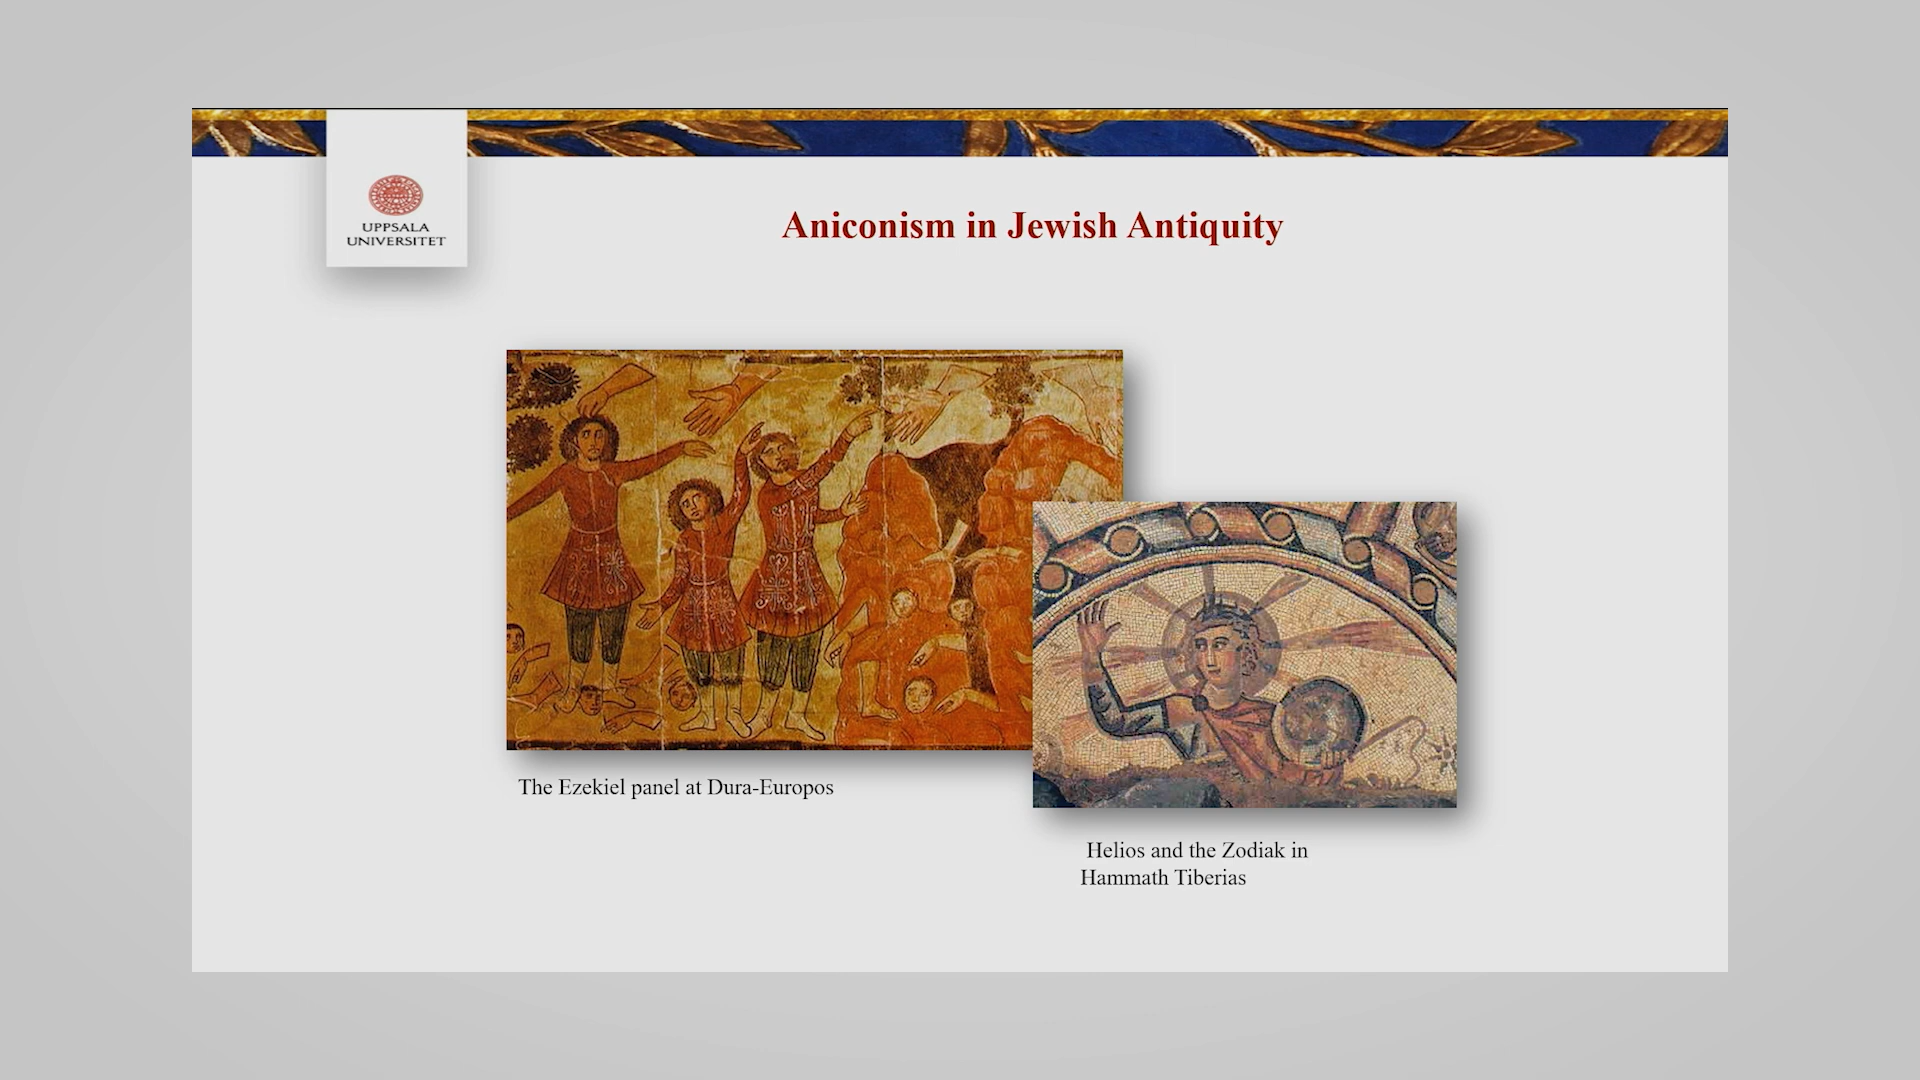 UPPSALA
UNIVERSITET
Aniconism in Jewish Antiquity
The Ezekiel panel at Dura-Europos
Helios and the Zodiak in
Hammath Tiberias